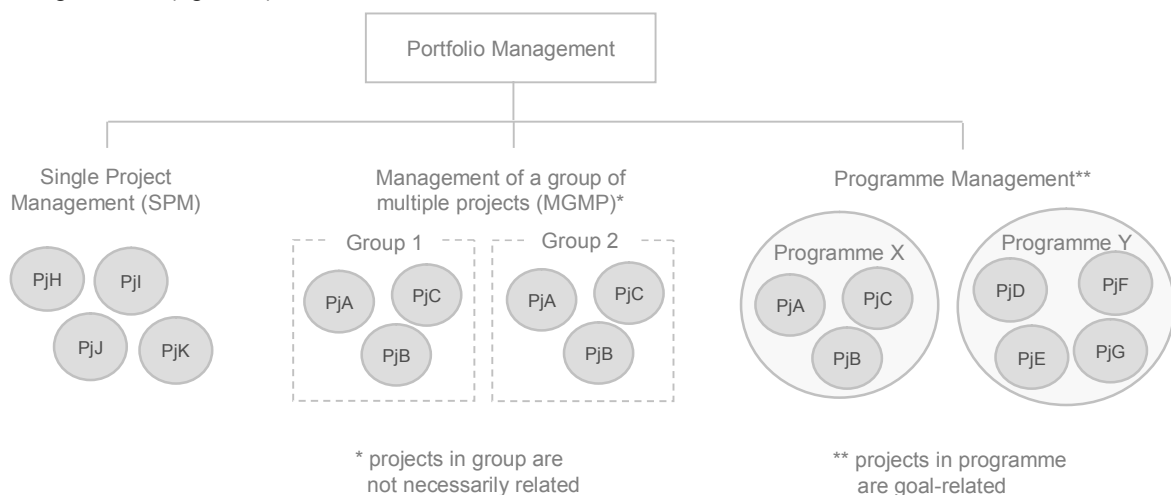 Portfolio Management
Single Project
Management (SPM)
PjH
PjI
PjJ
PjK
Management of a group of
multiple projects (MGMP)*
Group 1
PjA
PjC
PjB
Group 2
PjA
PjC
PjB
* projects in group are
not necessarily related
Programme Management**
Programme X
PjA
PjC
PjB
Programme Y
PjD
PjF
PjE
PjG
** projects in programme
are goal-related